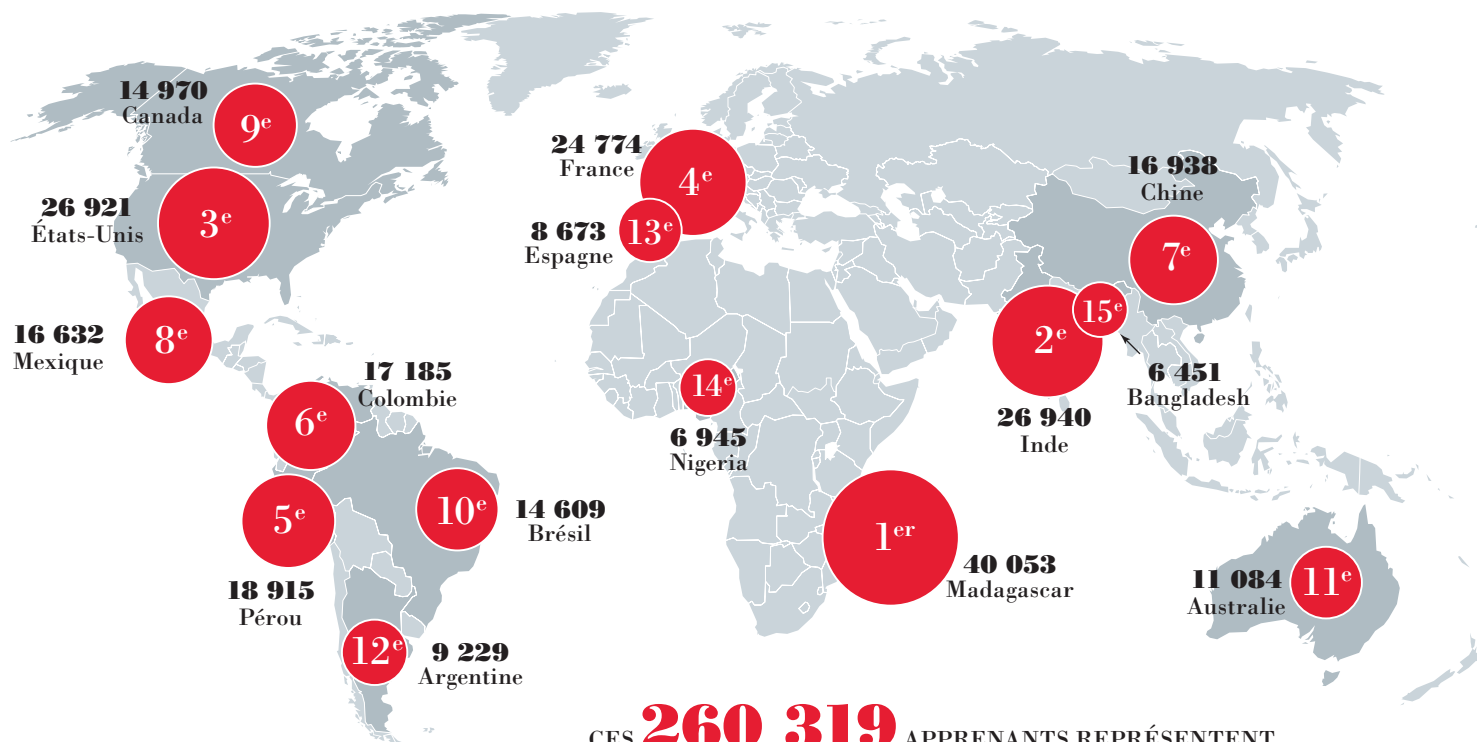 14 970
Canada
9e
26 921
États-Unis
3e
16 632
Mexique
8e
17 185
Colombie
6e
18 915
Pérou
5e
14 609
Brésil
10e
9 229
Argentine
12e
24 774
France
4e
8 673
Espagne
13e
6 945
Nigeria
14e
40 053
Madagascar
1er
16 938
Chine
7e
26 940
Inde
2e
6 451
Bangladesh
15e
11 084
Australie
11e
CES 260 319 APPRENANTS REPRÉSENTENT